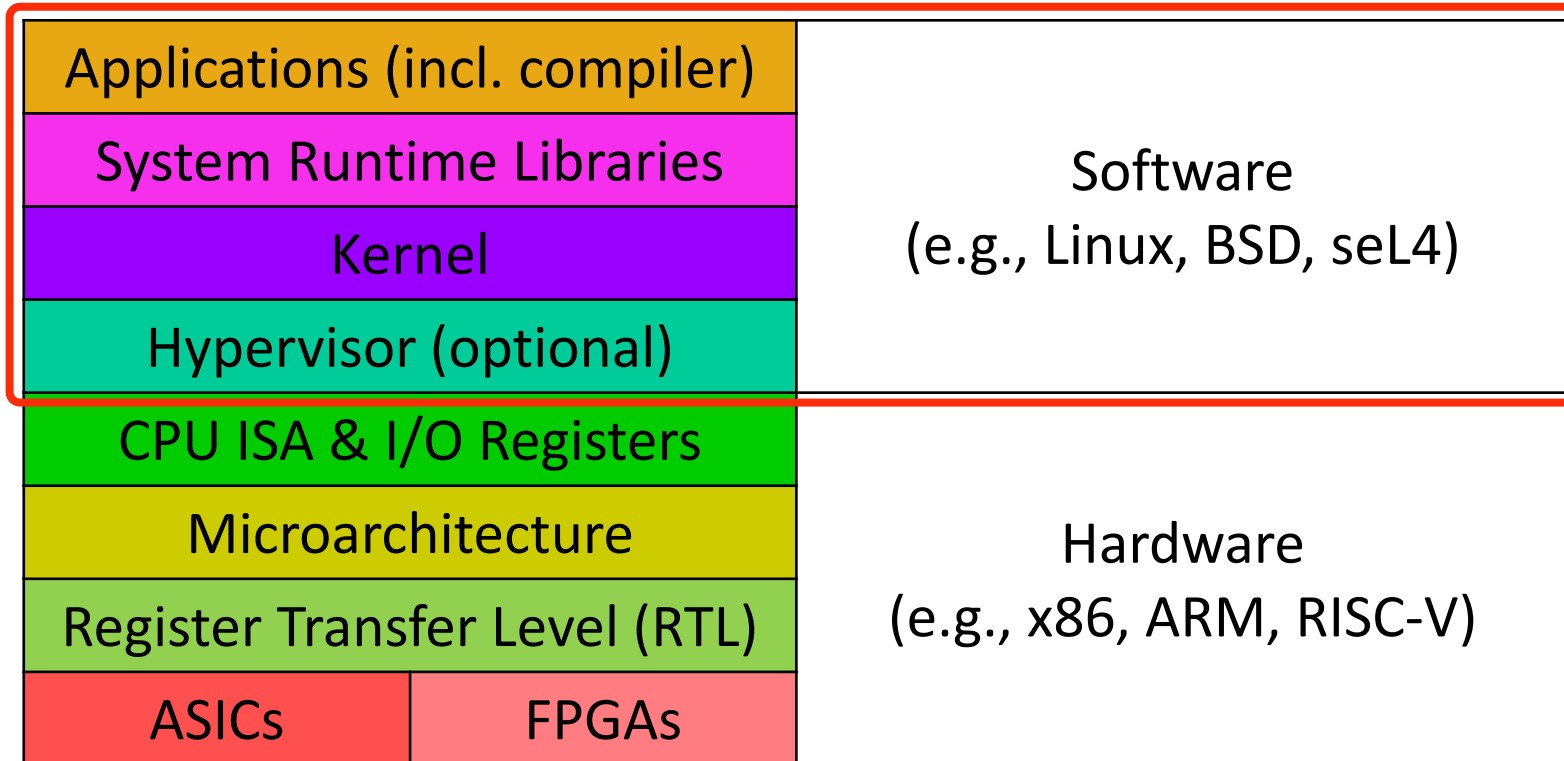 Applications (incl. compiler)
System Runtime Libraries
Kernel
Hypervisor (optional)
Software
(e.g., Linux, BSD, seL4)
CPU ISA & I/O Registers
Microarchitecture
Register Transfer Level (RTL)
ASICs
FPGAs
Hardware
(e.g., x86, ARM, RISC-V)